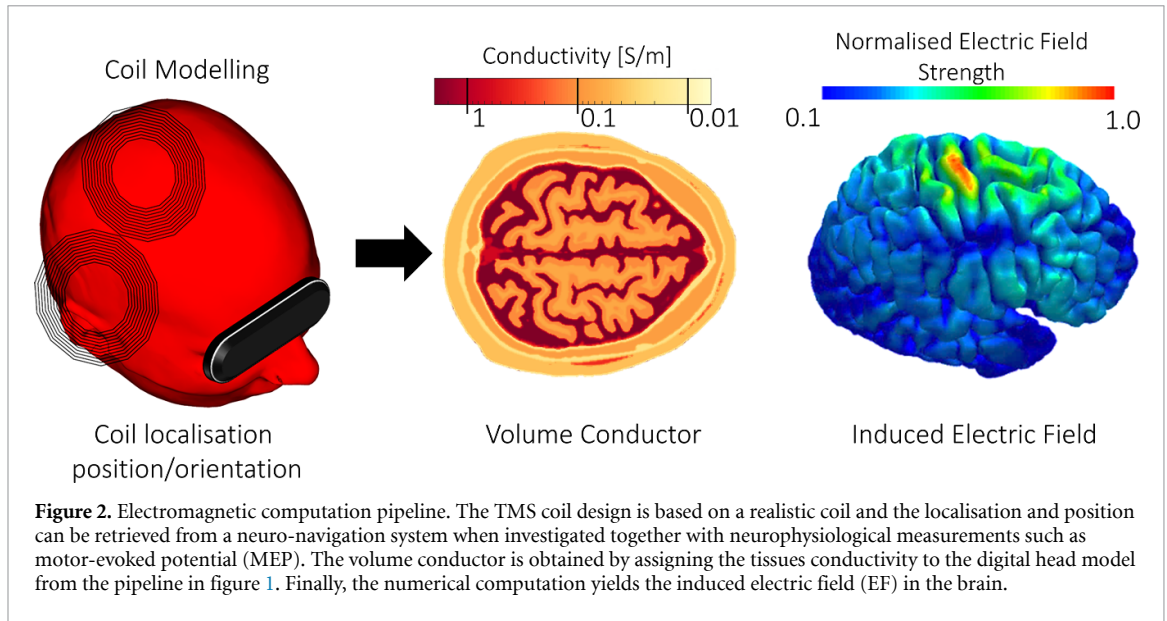 Coil Modelling
Conductivity [S/m]
1
0.1
0.01
Normalised Electric Field
Strength
0.1
1.0
Coil localisation
position/orientation
Volume Conductor
Induced Electric Field
Figure 2. Electromagnetic computation pipeline. The TMS coil design is based on a realistic coil and the localisation and position
can be retrieved from a neuro-navigation system when investigated together with neurophysiological measurements such as
motor-evoked potential (MEP). The volume conductor is obtained by assigning the tissues conductivity to the digital head model
from the pipeline in figure 1. Finally, the numerical computation yields the induced electric field (EF) in the brain.